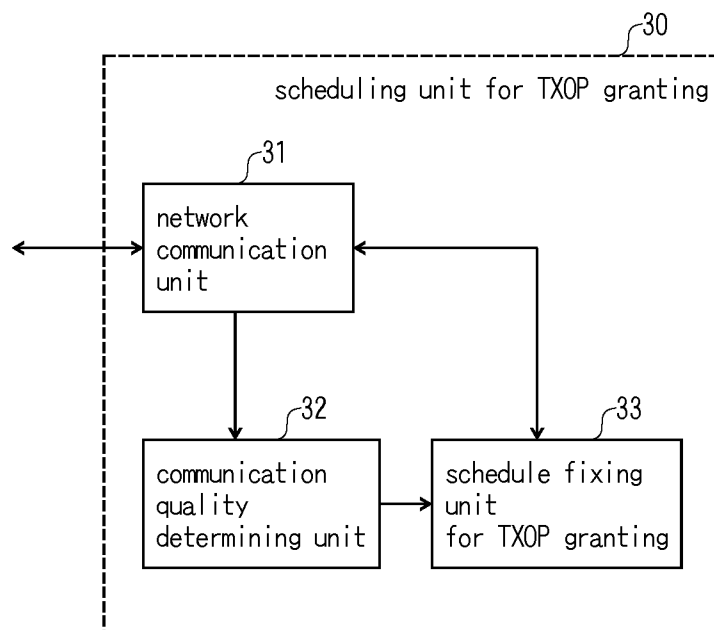 30
scheduling unit for TXOP granting
31
network
communication
unit
32
communication
quality
determining unit
33
schedule fixing
unit
for TXOP granting